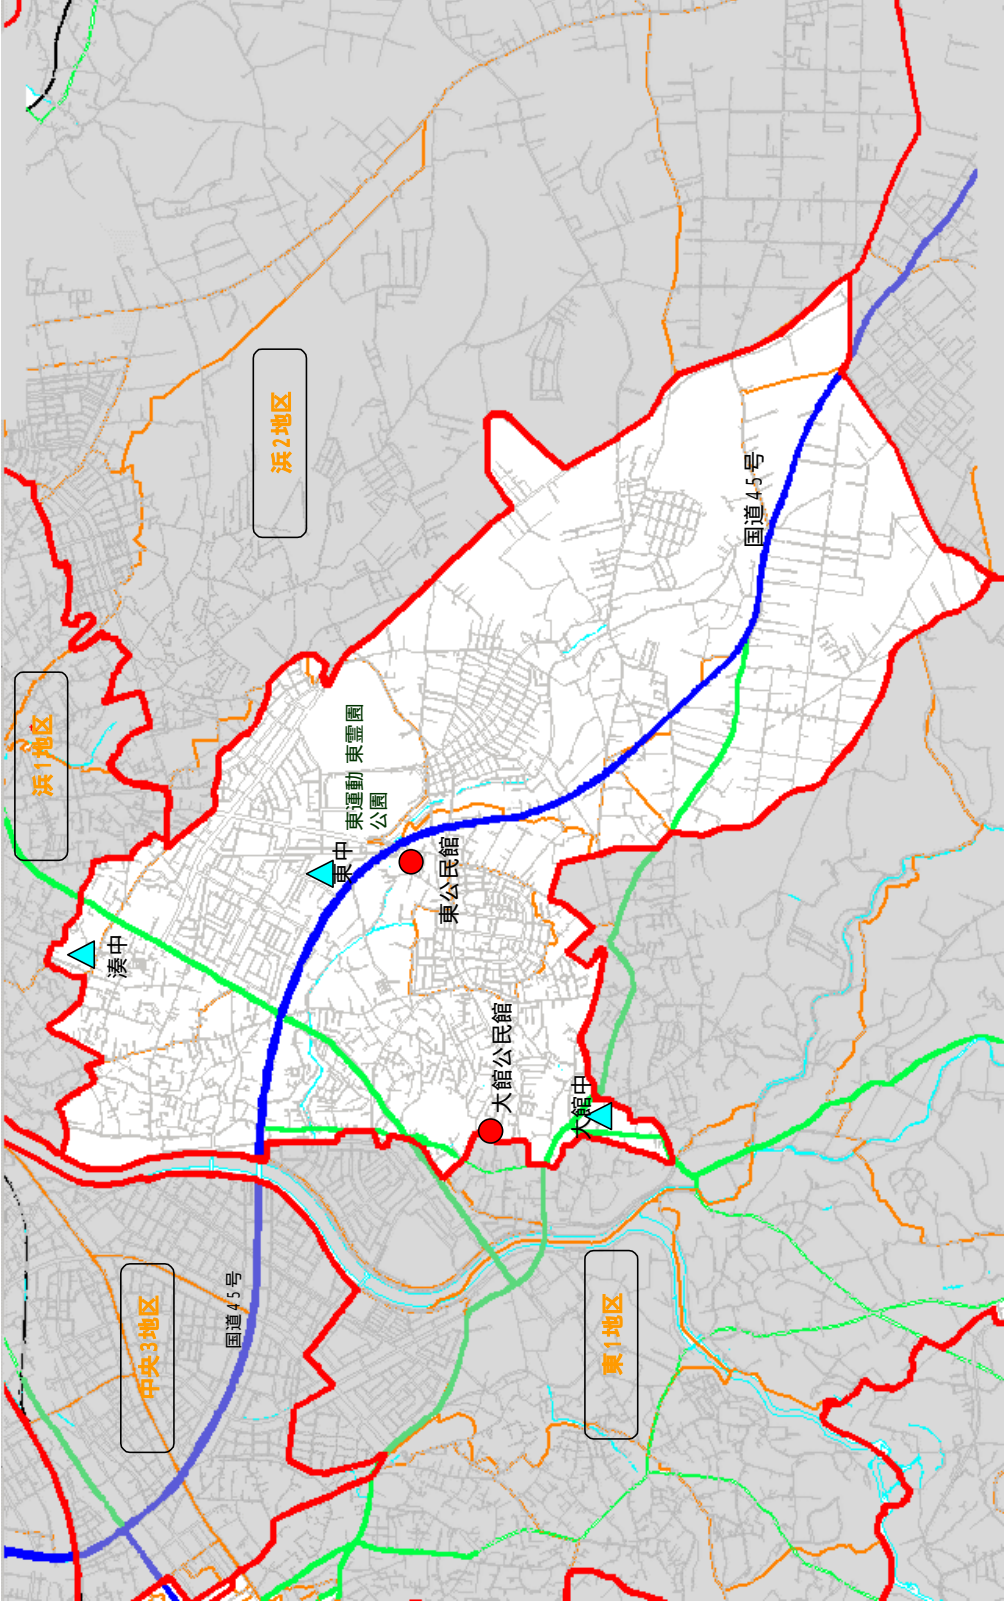 浜2地区
浜1地区
国道45号
東霊園
東運動
公園
東中
東公民館
湊中
大館公民館
大館中
国道45号
中央3地区
東1地区